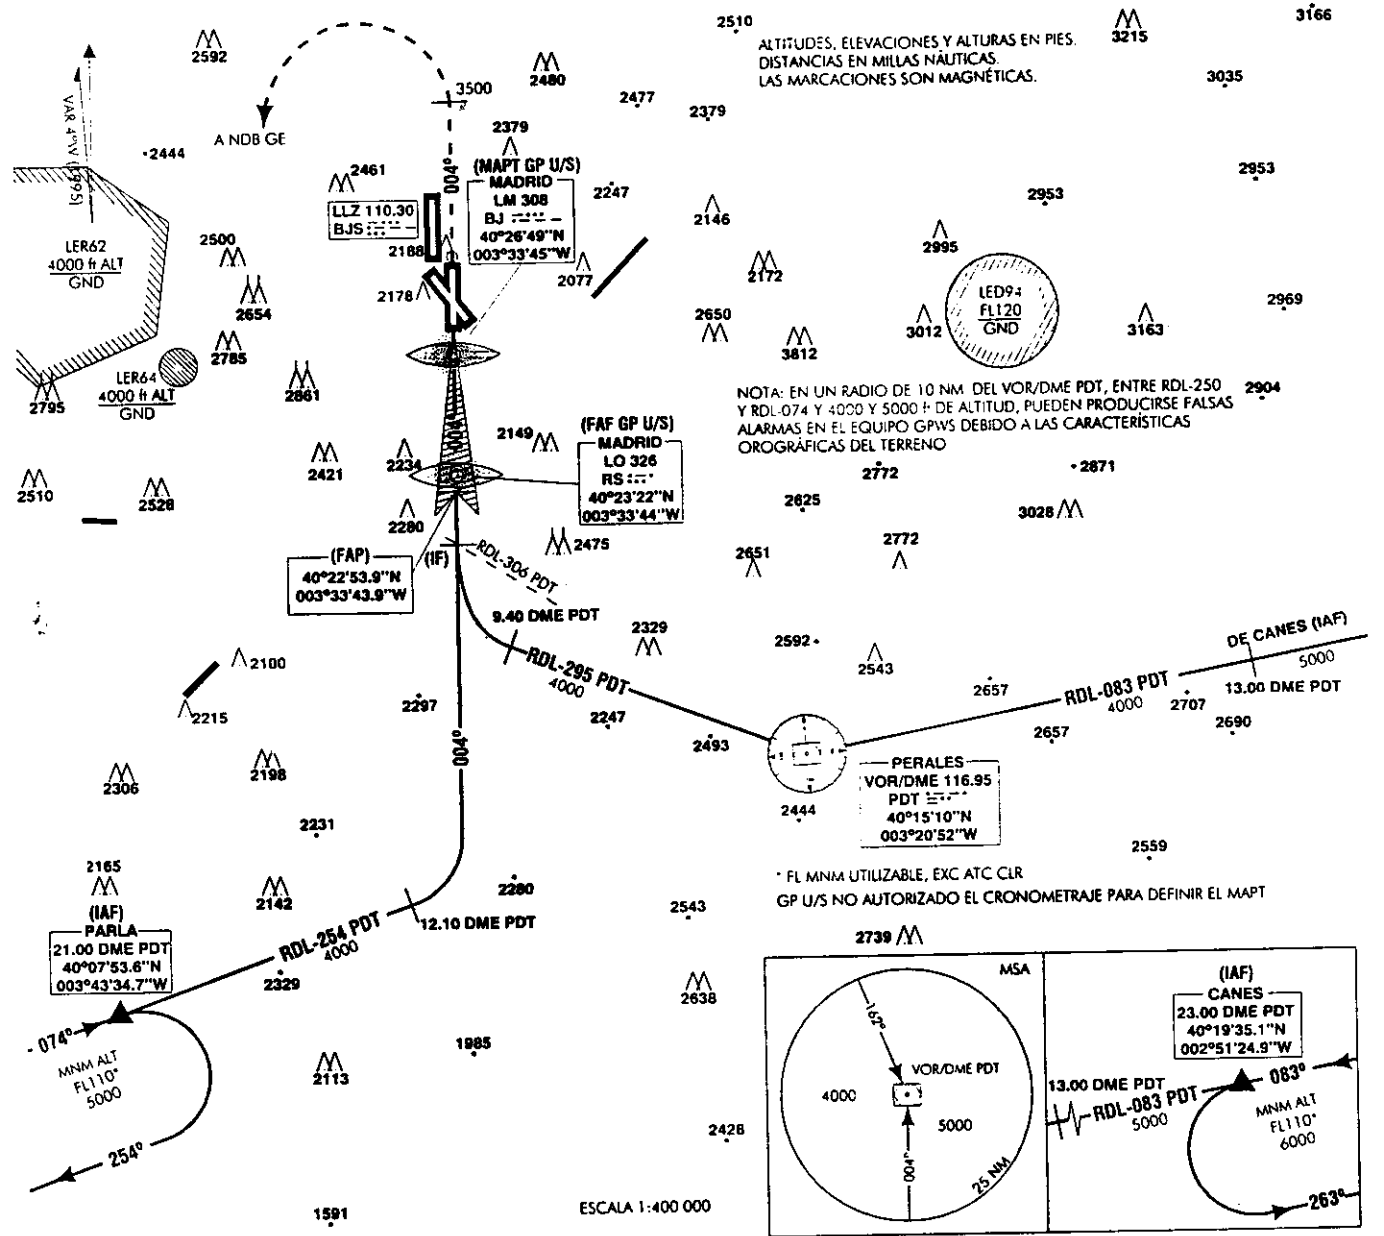 2510
3166
2592
ALTITUDES, ELEVACIONES Y ALTURAS EN PIES.
DISTANCIAS EN MILLAS NÁUTICAS.
LAS MARCACIONES SON MAGNÉTICAS.
3215
2480
3500
3035
2477
2379
VAR 4°W (1995)
A NDB GE
2379
2444
004°
(MAPT GP U/S)
MADRID
LM 308
BJ
40°26'49"N
003°33'45"W
2461
2247
2953
2953
LLZ 110.30
BJS
2146
2188
2995
LER62
4000 ft ALT
GND
2500
2077
2172
2178
2654
LED94
FL120
GND
2969
2650
3012
3163
2785
3812
LER64
4000 ft ALT
GND
2861
2795
NOTA: EN UN RADIO DE 10 NM DEL VOR/DME PDT, ENTRE RDL-250
Y RDL-074 Y 4000 Y 5000 ft DE ALTITUD, PUEDEN PRODUCIRSE FALSAS
ALARMAS EN EL EQUIPO GPWS DEBIDO A LAS CARACTERÍSTICAS
OROGRÁFICAS DEL TERRENO
2904
004°
2149
(FAF GP U/S)
MADRID
LO 326
RS
40°23'22"N
003°33'44"W
2421
2234
2772
2871
2510
2528
2625
2280
3028
2475
2772
2651
(FAP)
40°22'53.9"N
003°33'43.9"W
(IF)
RDL-306 PDT
9.40 DME PDT
2329
2592
2543
DE CANES (IAF)
5000
2100
RDL-295 PDT
4000
2657
RDL-083 PDT
4000
13.00 DME PDT
2707
2215
2297
2247
2493
2657
2690
004°
2198
2306
PERALES
VOR/DME 116.95
PDT
40°15'10"N
003°20'52"W
2444
2231
2559
2165
* FL MNM UTILIZABLE, EXC ATC CLR
GP U/S NO AUTORIZADO EL CRONOMETRAJE PARA DEFINIR EL MAPT
2280
2142
(IAF)
PARLA
21.00 DME PDT
40°07'53.6"N
003°43'34.7"W
2543
12.10 DME PDT
RDL-254 PDT
4000
2739
2329
2638
074°
MNM ALT
FL110*
5000
254°
1985
2113
2428
1591
ESCALA 1:400 000
MSA
162°
VOR/DME PDT
4000
5000
004°
25 NM
(IAF)
CANES
23.00 DME PDT
40°19'35.1"N
002°51'24.9"W
13.00 DME PDT
RDL-083 PDT
5000
083°
MNM ALT
FL110*
6000
263°